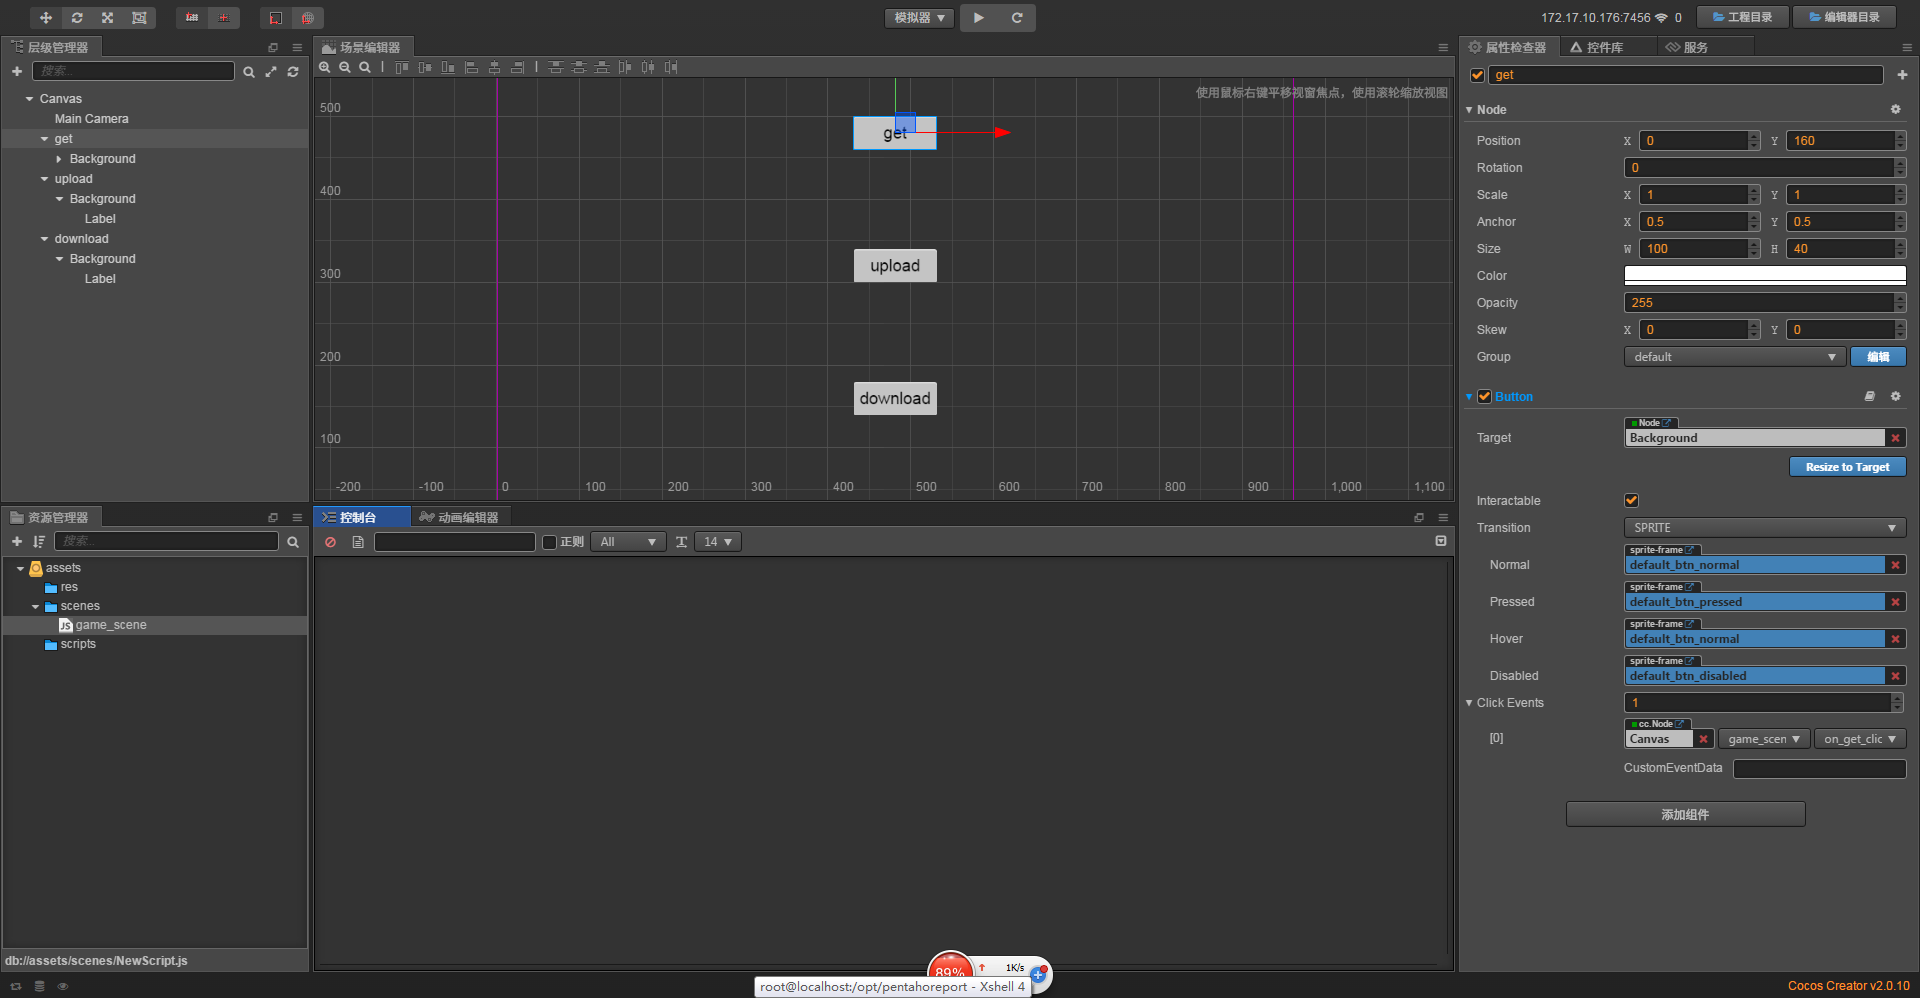 模拟器
172.17.10.176:7456 0
工程目录
编辑器目录
层级管理器
搜索...
Canvas
Main Camera
get
Background
upload
Background
Label
download
Background
Label
场景编辑器
使用鼠标右键平移视窗焦点，使用滚轮缩放视图
500
400
300
200
100
-200 -100 0 100 200 300 400 500 600 700 800 900 1,000 1,100
get
upload
download
资源管理器
搜索...
assets
res
scenes
JS game_scene
scripts
db://assets/scenes/NewScript.js
控制台
动画编辑器
正则
All
14
属性检查器
控件库
服务
get
Node
Position X 0 Y 160
Rotation 0
Scale X 1 Y 1
Anchor X 0.5 Y 0.5
Size W 100 H 40
Color
Opacity 255
Skew X 0 Y 0
Group default 编辑
Button
Node
Target Background
Resize to Target
Interactable
Transition SPRITE
sprite-frame
Normal default_btn_normal
sprite-frame
Pressed default_btn_pressed
sprite-frame
Hover default_btn_normal
sprite-frame
Disabled default_btn_disabled
Click Events 1
cc.Node
[0] Canvas game_scen on_get_clic
CustomEventData
添加组件
89% 1K/s
root@localhost:/opt/pentahoreport - Xshell 4
Cocos Creator v2.0.10